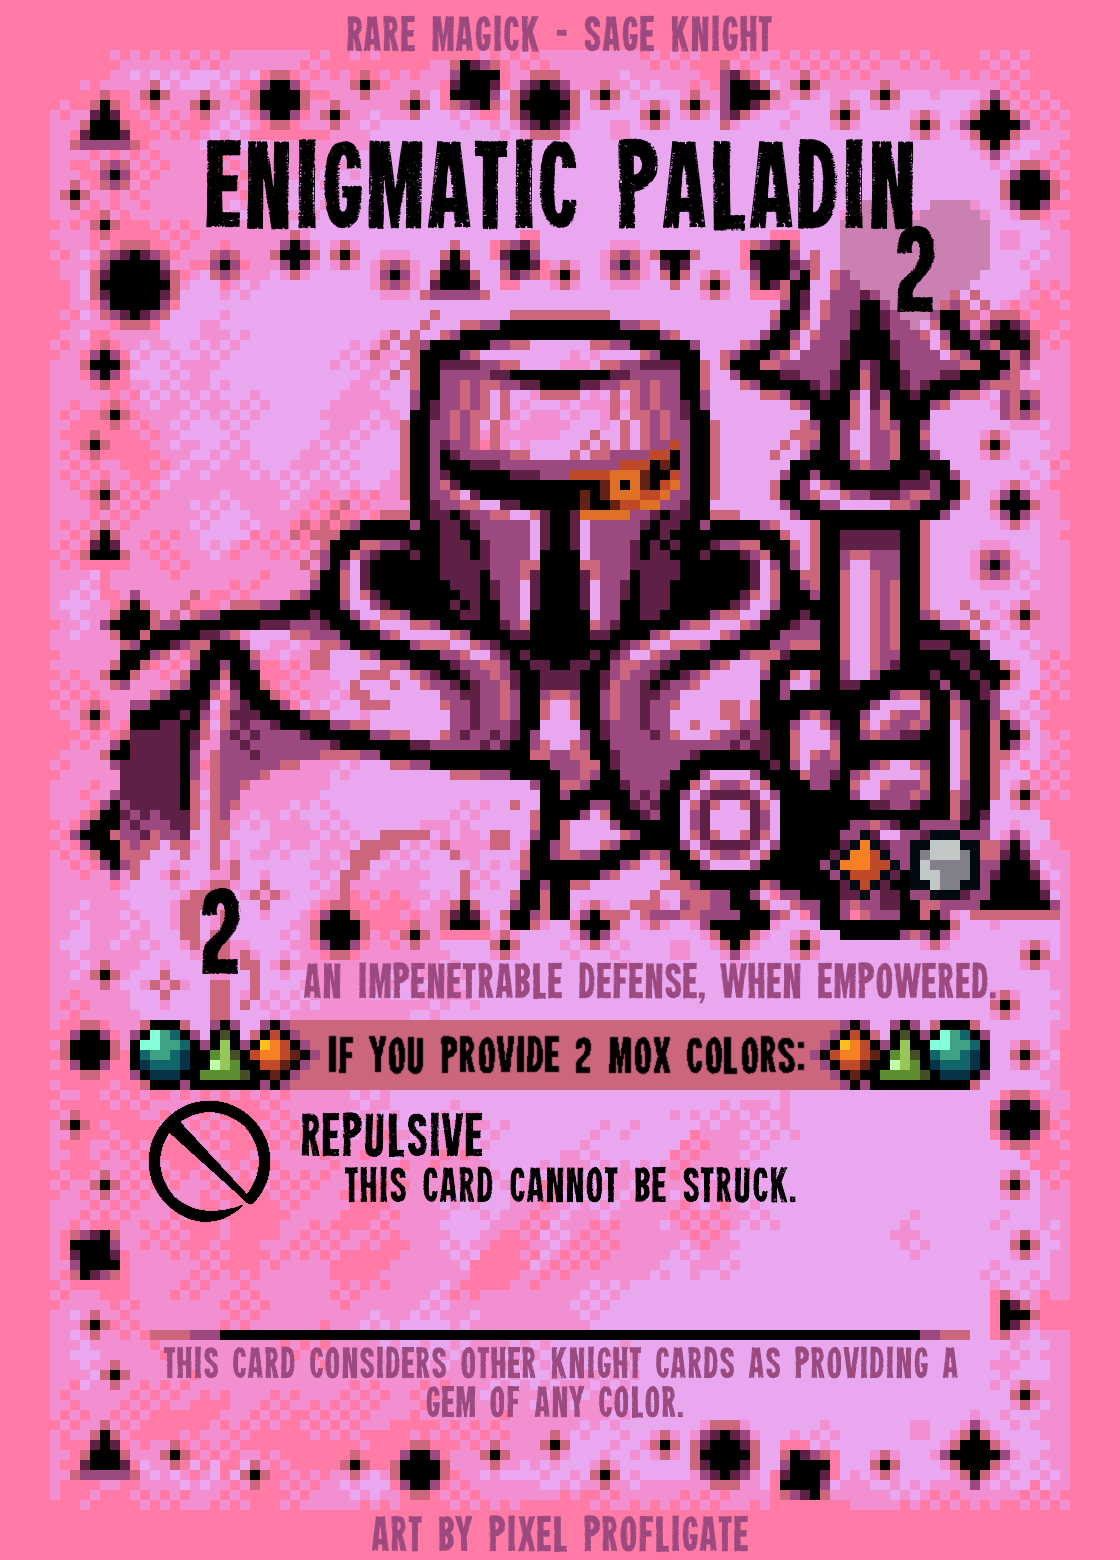 RARE MAGICK - SAGE KNIGHT
ENIGMATIC PALADIN
2
2
AN IMPENETRABLE DEFENSE, WHEN EMPOWERED.
IF YOU PROVIDE 2 MOX COLORS:
REPULSIVE
THIS CARD CANNOT BE STRUCK.
THIS CARD CONSIDERS OTHER KNIGHT CARDS AS PROVIDING A
GEM OF ANY COLOR.
ART BY PIXEL PROFLIGATE